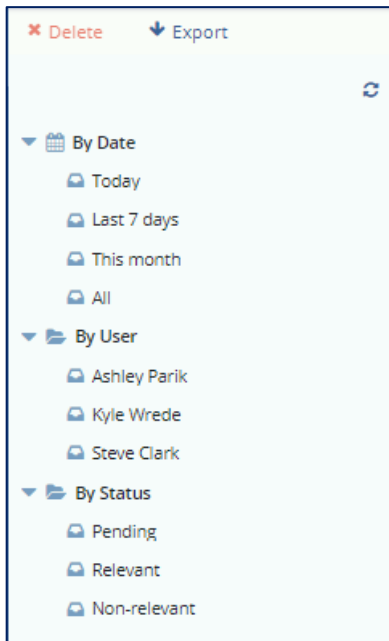 Delete Export
By Date
Today
Last 7 days
This month
All
By User
Ashley Parik
Kyle Wrede
Steve Clark
By Status
Pending
Relevant
Non-relevant